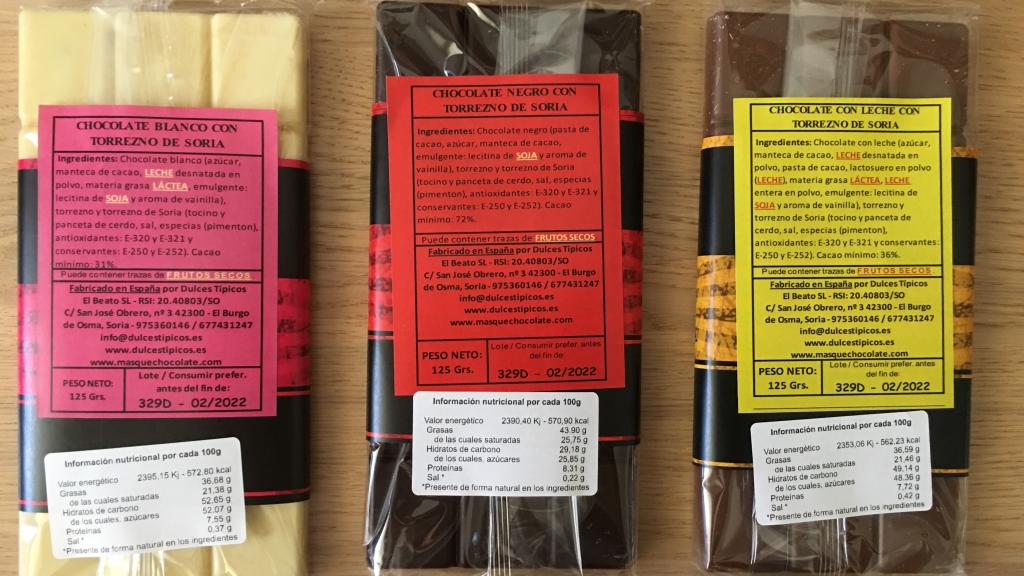 CHOCOLATE BLANCO CON
TORREZNO DE SORIA
Ingredientes: Chocolate blanco (azúcar,
manteca de cacao, LECHE desnatada en
polvo, materia grasa LÁCTEA, emulgente:
lecitina de SOJA y aroma de vainilla),
torrezno y torrezno de Soria (tocino y
panceta de cerdo, sal, especias (pimenton),
antioxidantes: E-320 y E-321 y
conservantes: E-250 y E-252). Cacao
mínimo: 31%
Puede contener trazas de FRUTOS SECOS
Fabricado en España por Dulces Típicos
El Beato SL - RSI: 20.40803/SO
C/ San José Obrero, nº 3 42300 - El Burgo
de Osma, Soria - 975360146 / 677431247
info@dulcestipicos.es
www.dulcestipicos.es
www.masquechocolate.com
PESO NETO:
125 Grs.
Lote / Consumir prefer.
antes del fin de:
329D - 02/2022
Información nutricional por cada 100g
Valor energético 2395,15 Kj - 572,80 kcal
Grasas 36,68 g
de las cuales saturadas 21,38 g
Hidratos de carbono 52,65 g
de los cuales, azúcares 52,07 g
Proteínas 7,55 g
Sal * 0,37 g
*Presente de forma natural en los ingredientes
CHOCOLATE NEGRO CON
TORREZNO DE SORIA
Ingredientes: Chocolate negro (pasta de
cacao, azúcar, manteca de cacao,
emulgente: lecitina de SOJA y aroma de
vainilla), torrezno y torrezno de Soria
(tocino y panceta de cerdo, sal, especias
(pimenton), antioxidantes: E-320 y E-321 y
conservantes: E-250 y E-252). Cacao
mínimo: 72%.
Puede contener trazas de FRUTOS SECOS
Fabricado en España por Dulces Típicos
El Beato SL - RSI: 20.40803/SO
C/ San José Obrero, nº 3 42300 - El Burgo
de Osma, Soria - 975360146 / 677431247
info@dulcestipicos.es
www.dulcestipicos.es
www.masquechocolate.com
PESO NETO:
125 Grs.
Lote / Consumir prefer. antes
del fin de:
329D - 02/2022
Información nutricional por cada 100g
Valor energético 2390,40 Kj - 570,90 kcal
Grasas 43,90 g
de las cuales saturadas 25,75 g
Hidratos de carbono 29,18 g
de los cuales, azúcares 25,85 g
Proteínas 8,31 g
Sal * 0,22 g
*Presente de forma natural en los ingredientes
CHOCOLATE CON LECHE CON
TORREZNO DE SORIA
Ingredientes: Chocolate con leche (azúcar,
manteca de cacao, LECHE desnatada en
polvo, pasta de cacao, lactosuero en polvo
(LECHE), materia grasa LÁCTEA, LECHE
entera en polvo, emulgente: lecitina de
SOJA y aroma de vainilla), torrezno y
torrezno de Soria (tocino y panceta de
cerdo, sal, especias (pimenton),
antioxidantes: E-320 y E-321 y conservantes:
E-250 y E-252). Cacao mínimo: 36%.
Puede contener trazas de FRUTOS SECOS
Fabricado en España por Dulces Típicos
El Beato SL - RSI: 20.40803/SO
C/ San José Obrero, nº 3 42300 - El Burgo
de Osma, Soria - 975360146 / 677431247
info@dulcestipicos.es
www.dulcestipicos.es
www.masquechocolate.com
PESO NETO:
125 Grs.
Lote / Consumir prefer. antes
del fin de:
329D - 02/2022
Información nutricional por cada 100g
Valor energético 2353,06 Kj - 562,23 kcal
Grasas 36,59 g
de las cuales saturadas 21,46 g
Hidratos de carbono 49,14 g
de los cuales, azúcares 48,36 g
Proteínas 7,72 g
Sal * 0,42 g
*Presente de forma natural en los ingredientes